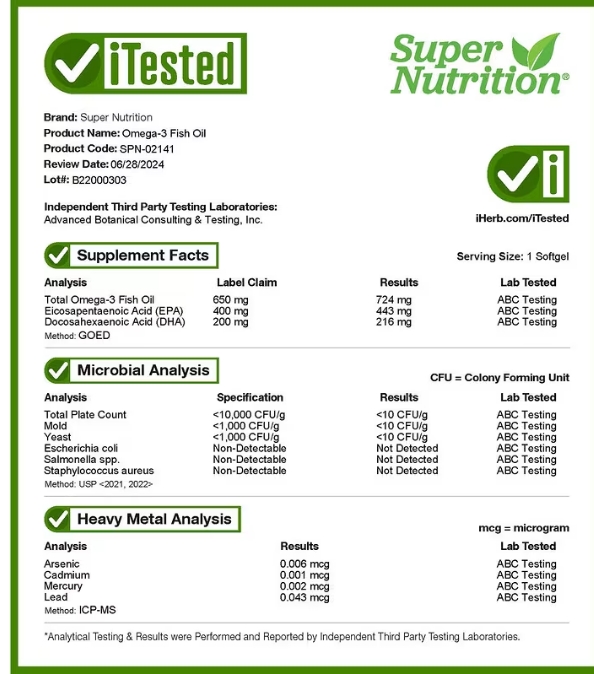 iTested
Super
Nutrition®
Brand: Super Nutrition
Product Name: Omega-3 Fish Oil
Product Code: SPN-02141
Review Date: 06/28/2024
Lot#: B22000303
i
Independent Third Party Testing Laboratories:
Advanced Botanical Consulting & Testing, Inc.
iHerb.com/iTested
Supplement Facts
Serving Size: 1 Softgel
Analysis Label Claim Results Lab Tested
Total Omega-3 Fish Oil 650 mg 724 mg ABC Testing
Eicosapentaenoic Acid (EPA) 400 mg 443 mg ABC Testing
Docosahexaenoic Acid (DHA) 200 mg 216 mg ABC Testing
Method: GOED
Microbial Analysis
CFU = Colony Forming Unit
Analysis Specification Results Lab Tested
Total Plate Count <10,000 CFU/g <10 CFU/g ABC Testing
Mold <1,000 CFU/g <10 CFU/g ABC Testing
Yeast <1,000 CFU/g <10 CFU/g ABC Testing
Escherichia coli Non-Detectable Not Detected ABC Testing
Salmonella spp. Non-Detectable Not Detected ABC Testing
Staphylococcus aureus Non-Detectable Not Detected ABC Testing
Method: USP <2021, 2022>
Heavy Metal Analysis
mcg = microgram
Analysis Results Lab Tested
Arsenic 0.006 mcg ABC Testing
Cadmium 0.001 mcg ABC Testing
Mercury 0.002 mcg ABC Testing
Lead 0.043 mcg ABC Testing
Method: ICP-MS
*Analytical Testing & Results were Performed and Reported by Independent Third Party Testing Laboratories.